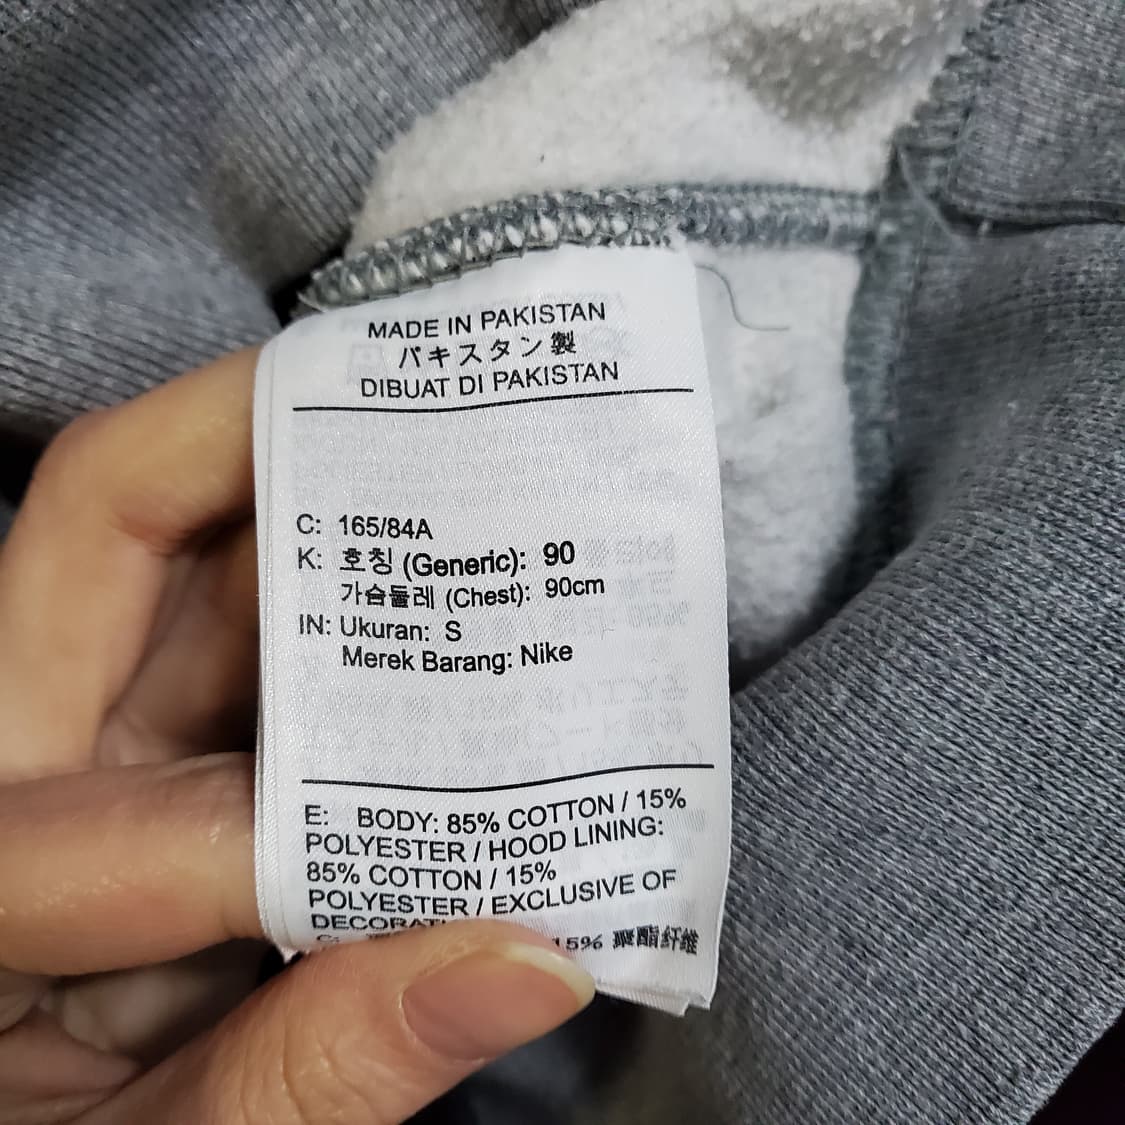 MADE IN PAKISTAN
パキスタン製
DIBUAT DI PAKISTAN
C: 165/84A
K: 호칭 (Generic): 90
가슴둘레 (Chest): 90cm
IN: Ukuran: S
Merek Barang: Nike
E: BODY: 85% COTTON / 15%
POLYESTER / HOOD LINING:
85% COTTON / 15%
POLYESTER / EXCLUSIVE OF
15% 聚酯纤维